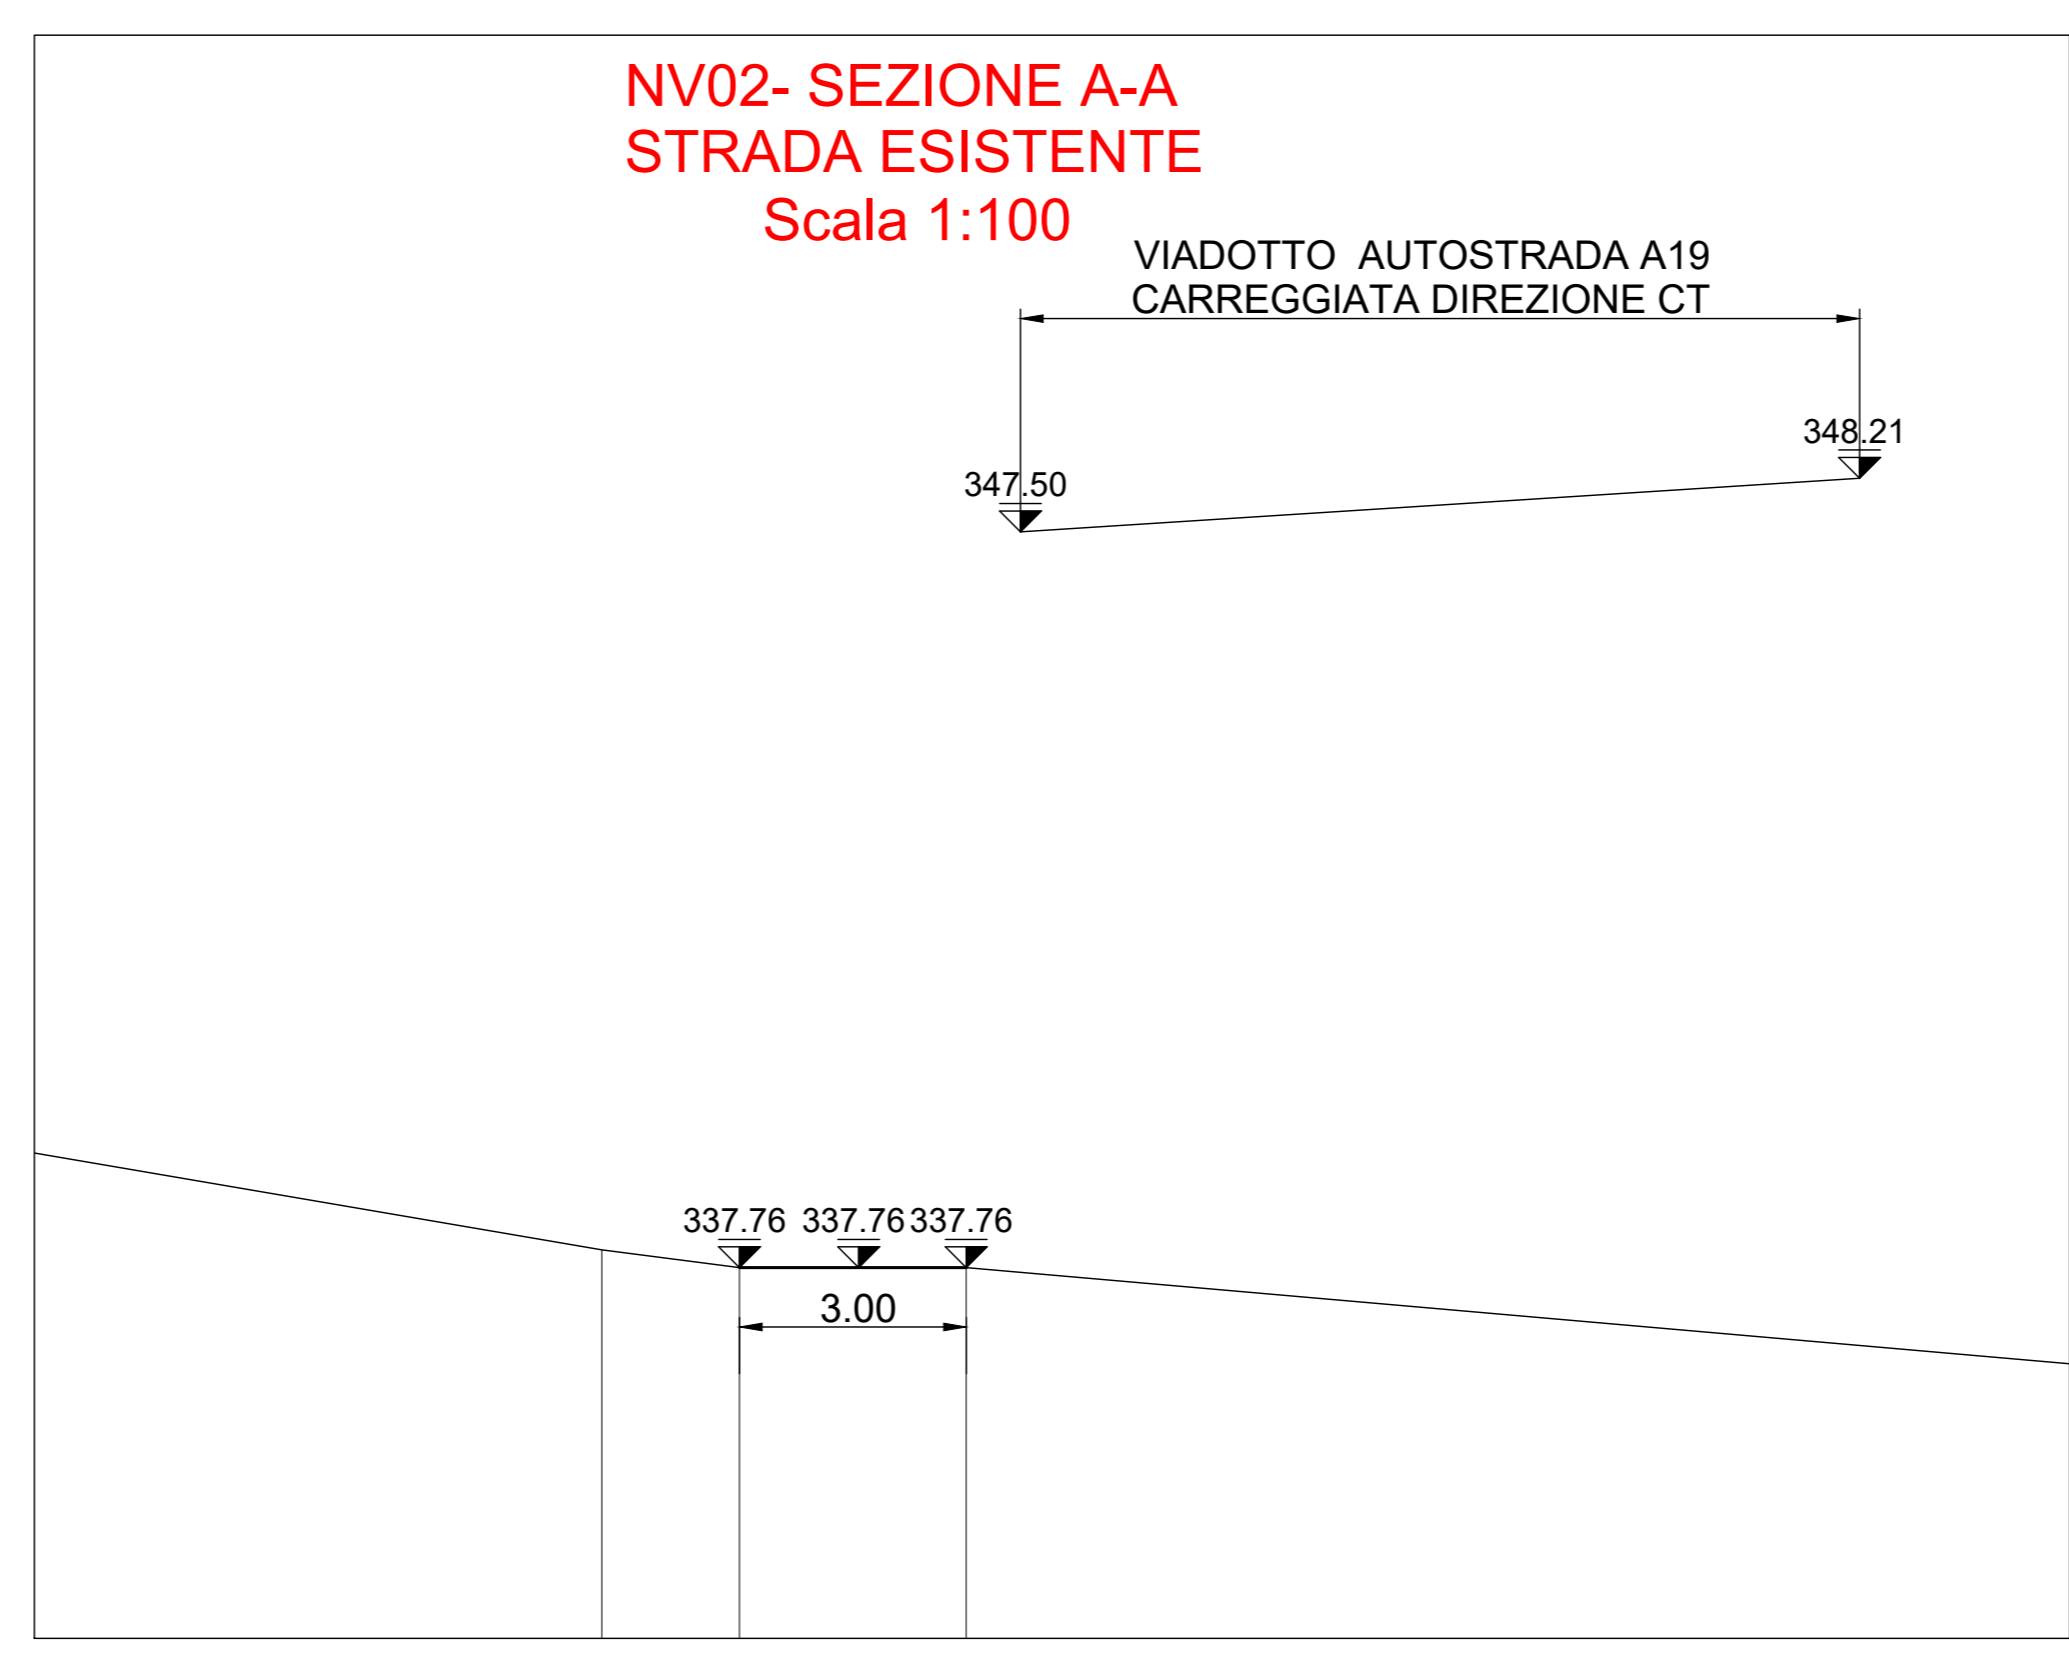 NV02- SEZIONE A-A
STRADA ESISTENTE
Scala 1:100
VIADOTTO AUTOSTRADA A19
CARREGGIATA DIREZIONE CT
348.21
347.50
337.76 337.76 337.76
3.00